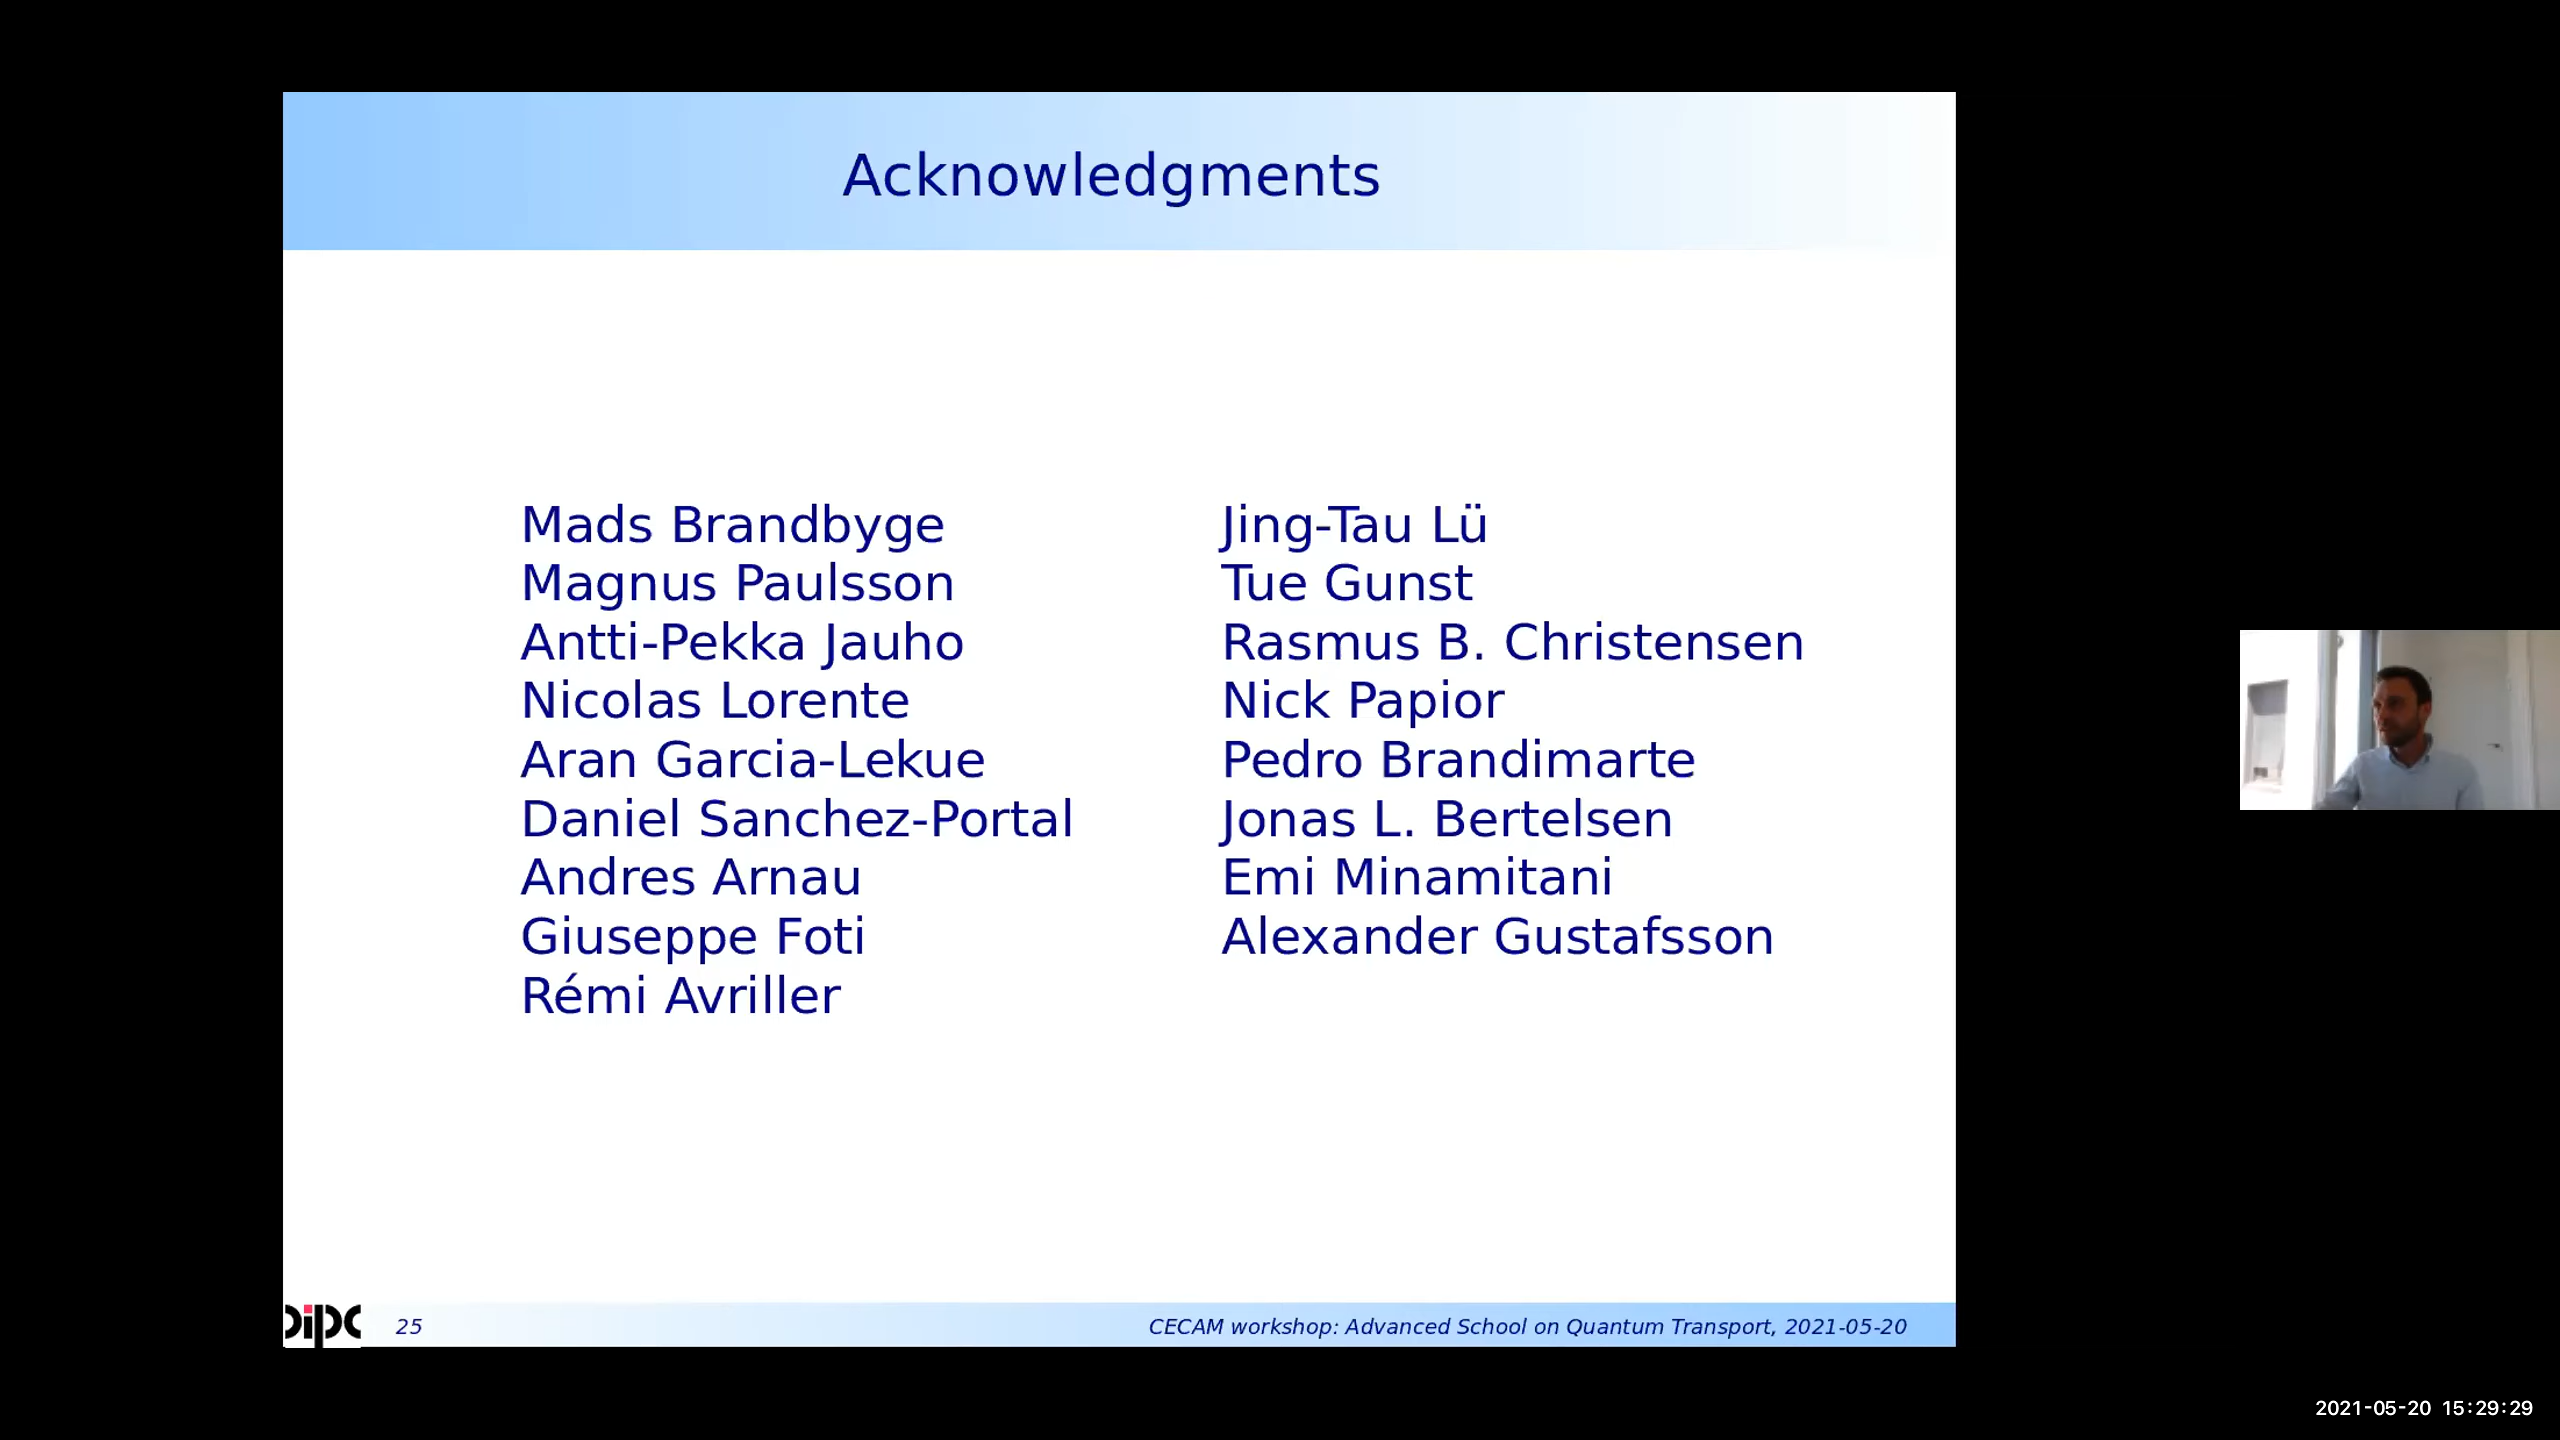 Acknowledgments
Mads Brandbyge
Magnus Paulsson
Antti-Pekka Jauho
Nicolas Lorente
Aran Garcia-Lekue
Daniel Sanchez-Portal
Andres Arnau
Giuseppe Foti
Rémi Avriller
Jing-Tau Lü
Tue Gunst
Rasmus B. Christensen
Nick Papior
Pedro Brandimarte
Jonas L. Bertelsen
Emi Minamitani
Alexander Gustafsson
dipc
25
CECAM workshop: Advanced School on Quantum Transport, 2021-05-20
2021-05-20 15:29:29